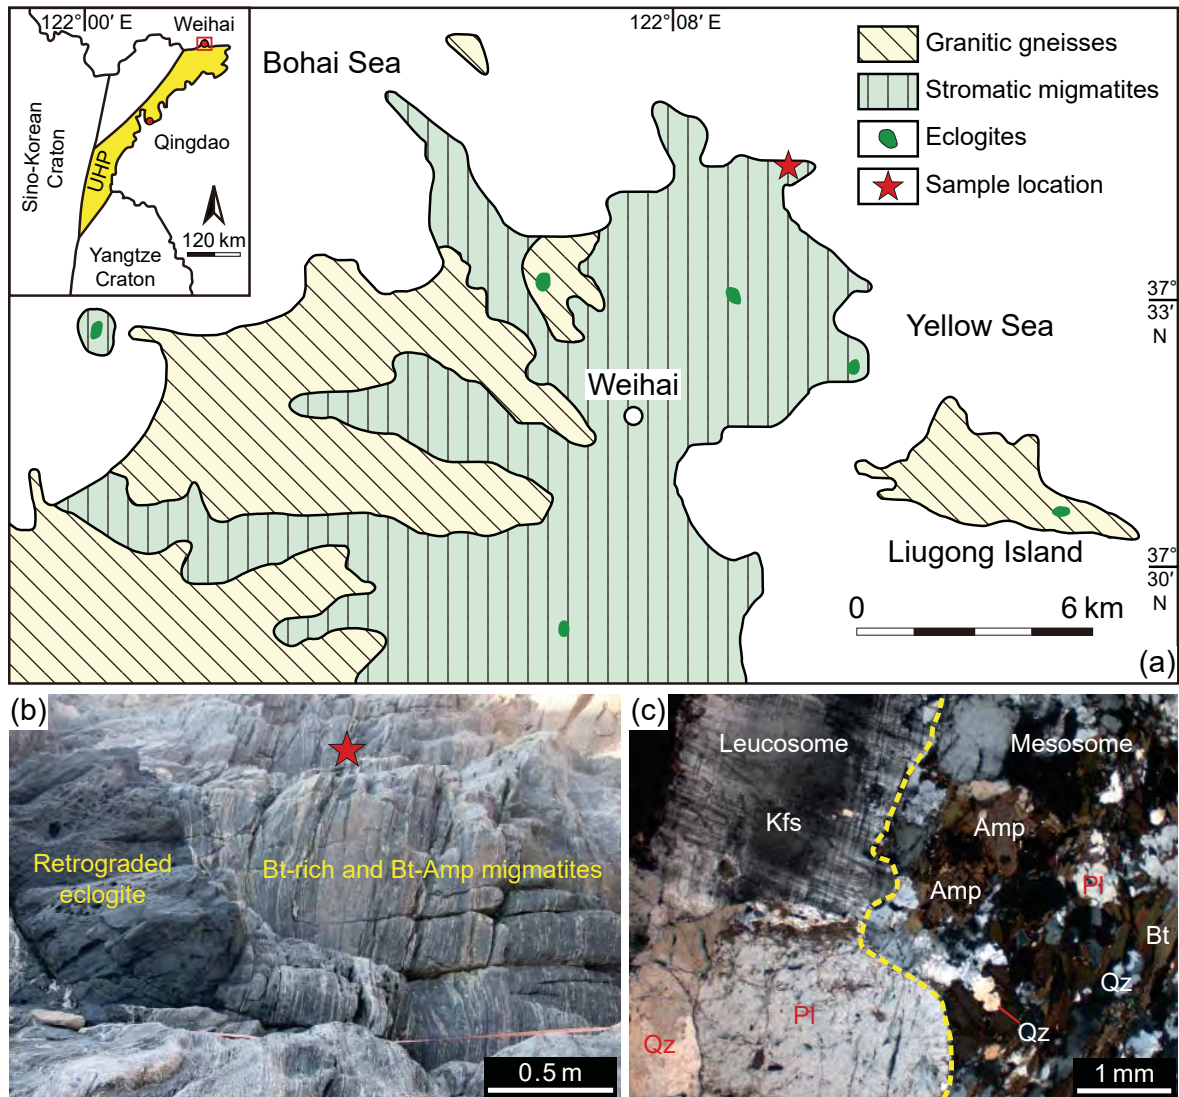 122° 00′ E
122° 08′ E
Weihai
Bohai Sea
Qingdao
Sino-Korean
Craton
UHP
120 km
Yangtze
Craton
Granitic gneisses
Stromatic migmatites
Eclogites
Sample location
37°
33′
N
Yellow Sea
Weihai
Liugong Island
37°
30′
N
0
6 km
(a)
(b)
Retrograded
eclogite
Bt-rich and Bt-Amp migmatites
0.5 m
(c)
Leucosome
Mesosome
Kfs
Amp
Amp
Pl
Bt
Qz
Pl
Qz
Qz
1 mm